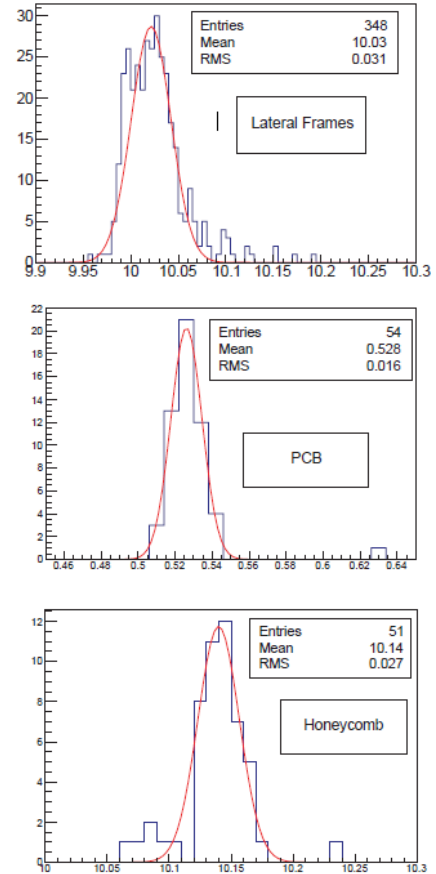 30
25
20
15
10
5
0
9.9 9.95 10 10.05 10.1 10.15 10.2 10.25 10.3
Entries 348
Mean 10.03
RMS 0.031
Lateral Frames
22
20
18
16
14
12
10
8
6
4
2
0
0.46 0.48 0.5 0.52 0.54 0.56 0.58 0.6 0.62 0.64
Entries 54
Mean 0.528
RMS 0.016
PCB
12
10
8
6
4
2
0
10 10.05 10.1 10.15 10.2 10.25 10.3
Entries 51
Mean 10.14
RMS 0.027
Honeycomb